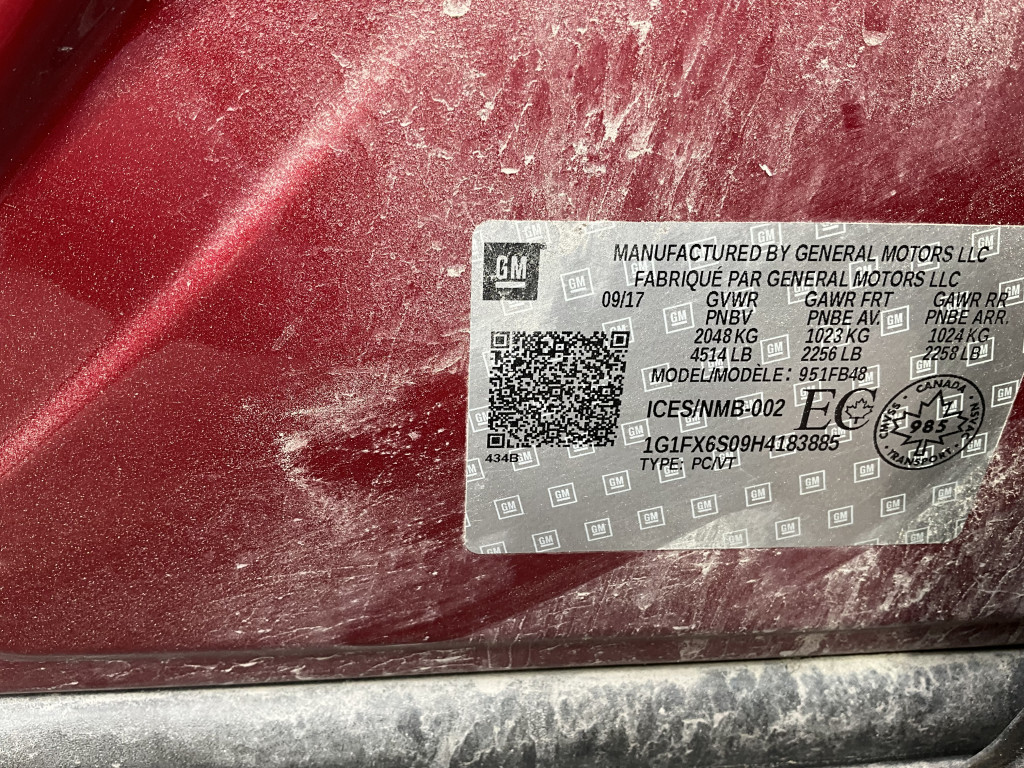 GM
MANUFACTURED BY GENERAL MOTORS LLC
FABRIQUÉ PAR GENERAL MOTORS LLC
09/17 GVWR GAWR FRT GAWR RR
PNBV PNBE AV. PNBE ARR.
2048 KG 1023 KG 1024 KG
4514 LB 2256 LB 2258 LB
MODEL/MODÈLE: 951FB48
ICES/NMB-002 EC
1G1FX6S09H4183885
TYPE: PC/VT
434B
CANADA
985
TRANSPORT